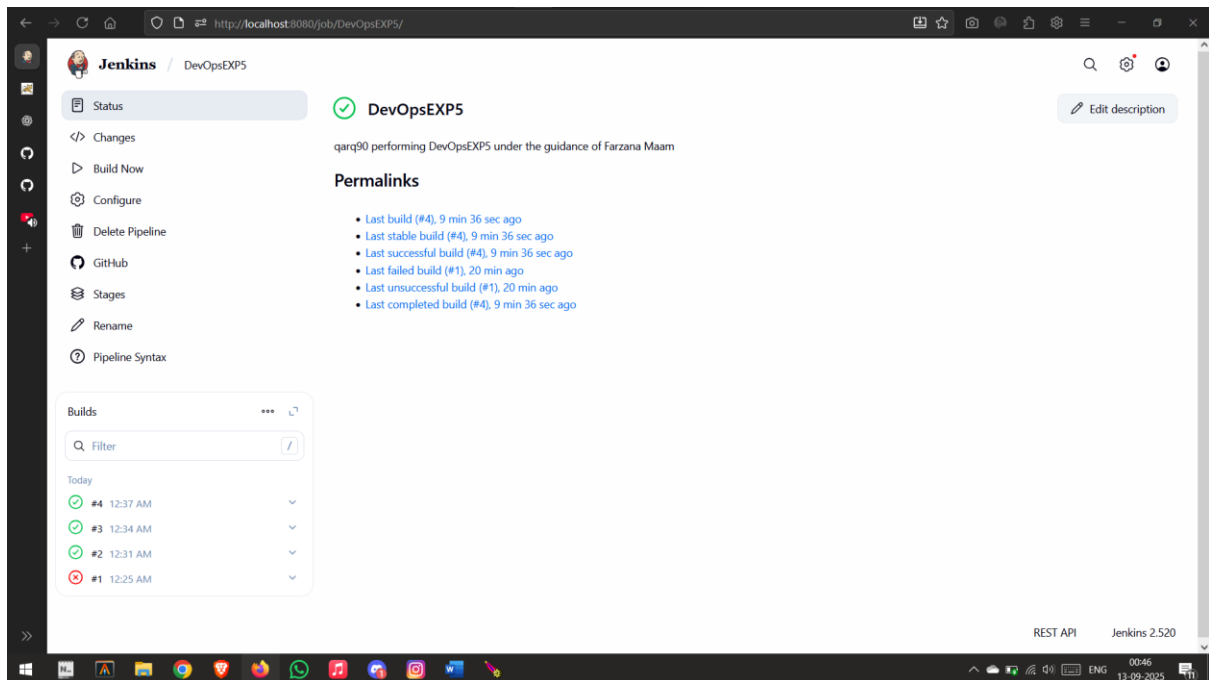 http://localhost:8080/job/DevOpsEXP5/
Jenkins / DevOpsEXP5
Status
Changes
Build Now
Configure
Delete Pipeline
GitHub
Stages
Rename
Pipeline Syntax
Builds
Filter /
Today
#4 12:37 AM
#3 12:34 AM
#2 12:31 AM
#1 12:25 AM
DevOpsEXP5
Edit description
qarq90 performing DevOpsEXP5 under the guidance of Farzana Maam
Permalinks
Last build (#4), 9 min 36 sec ago
Last stable build (#4), 9 min 36 sec ago
Last successful build (#4), 9 min 36 sec ago
Last failed build (#1), 20 min ago
Last unsuccessful build (#1), 20 min ago
Last completed build (#4), 9 min 36 sec ago
REST API Jenkins 2.520
ENG
00:46
13-09-2025